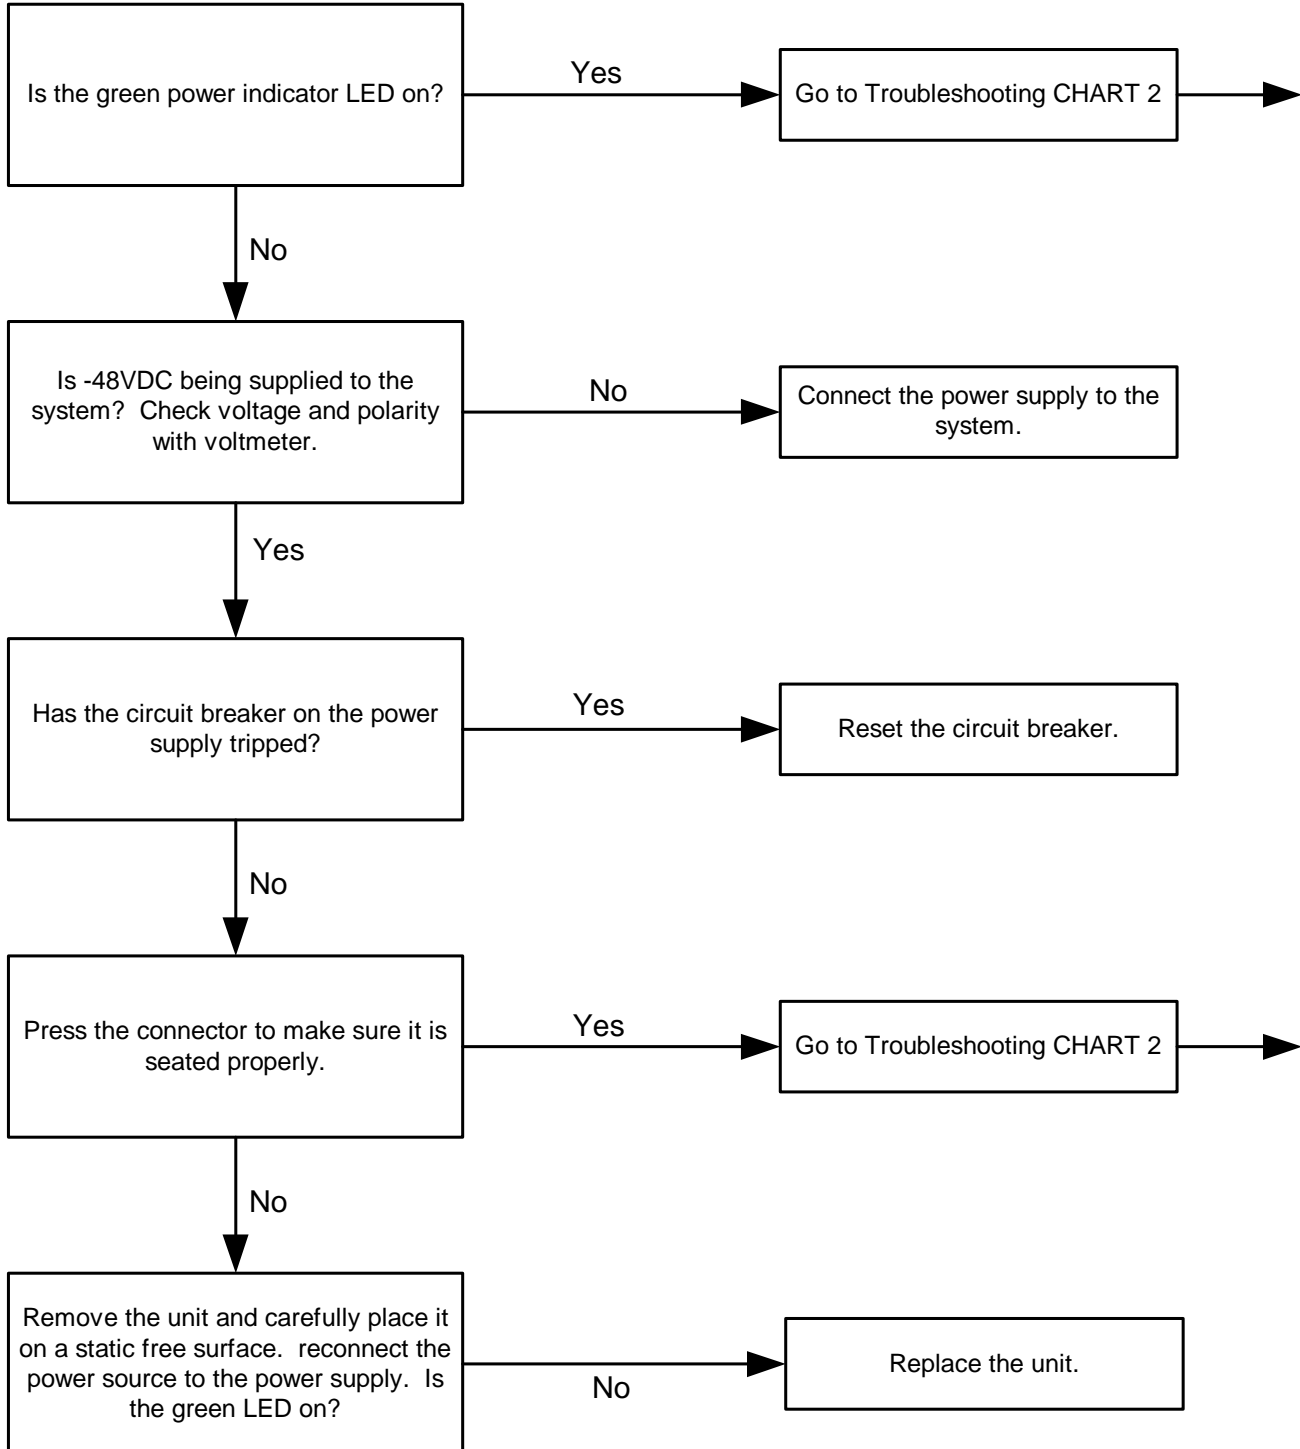 Is the green power indicator LED on?
Yes
Go to Troubleshooting CHART 2
No
Is -48VDC being supplied to the
system?  Check voltage and polarity
with voltmeter.
No
Connect the power supply to the
system.
Yes
Has the circuit breaker on the power
supply tripped?
Yes
Reset the circuit breaker.
No
Press the connector to make sure it is
seated properly.
Yes
Go to Troubleshooting CHART 2
No
Remove the unit and carefully place it
on a static free surface.  reconnect the
power source to the power supply.  Is
the green LED on?
No
Replace the unit.